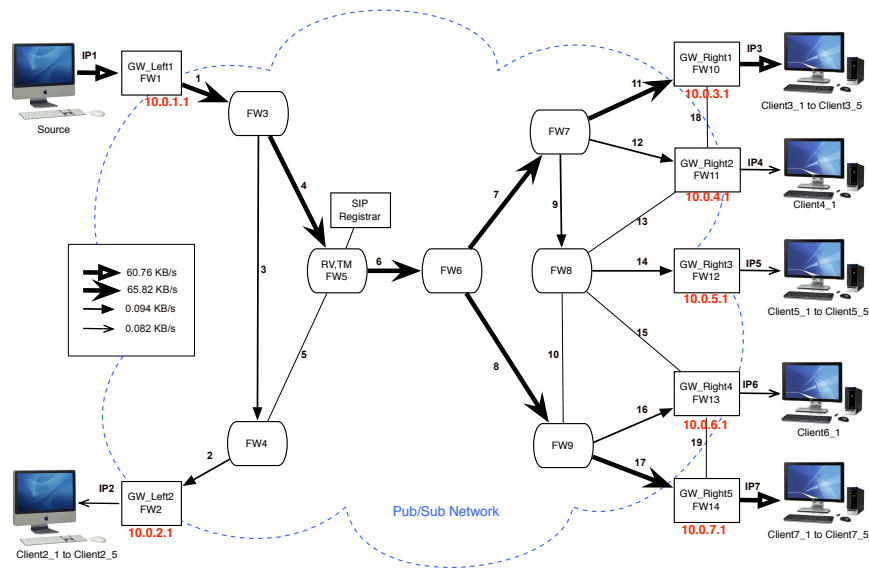 IP1
GW_Left1
FW1
10.0.1.1
Source
1
FW3
4
3
SIP
Registrar
RV,TM
FW5
6
5
60.76 KB/s
65.82 KB/s
0.094 KB/s
0.082 KB/s
FW4
2
IP2
GW_Left2
FW2
10.0.2.1
Client2_1 to Client2_5
FW6
7
8
FW7
11
12
9
FW8
13
14
15
10
FW9
16
17
GW_Right1
FW10
10.0.3.1
IP3
Client3_1 to Client3_5
18
GW_Right2
FW11
10.0.4.1
IP4
Client4_1
GW_Right3
FW12
10.0.5.1
IP5
Client5_1 to Client5_5
GW_Right4
FW13
10.0.6.1
IP6
Client6_1
19
GW_Right5
FW14
10.0.7.1
IP7
Client7_1 to Client7_5
Pub/Sub Network